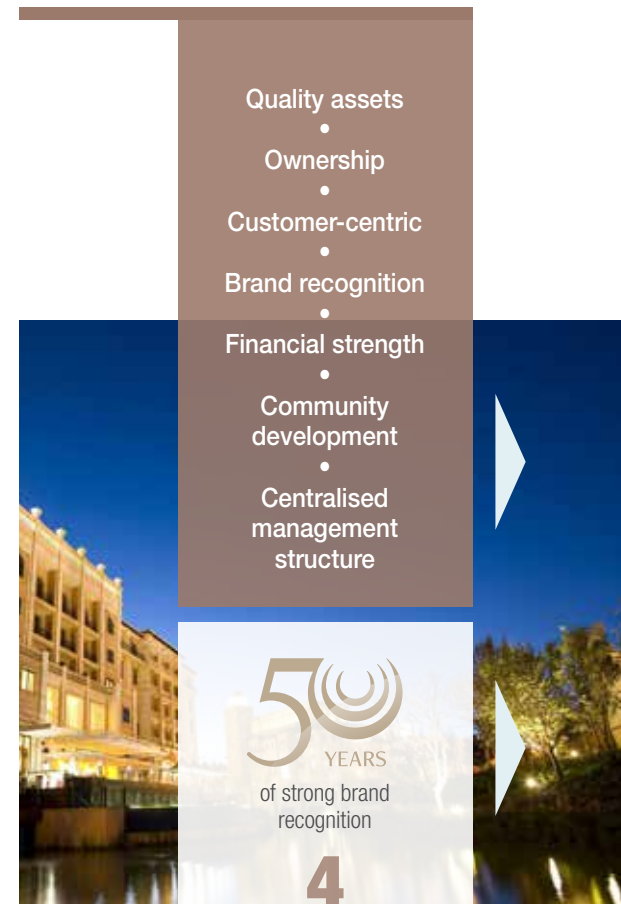 Quality assets
•
Ownership
•
Customer-centric
•
Brand recognition
•
Financial strength
•
Community
development
•
Centralised
management
structure
50
YEARS
of strong brand
recognition
4